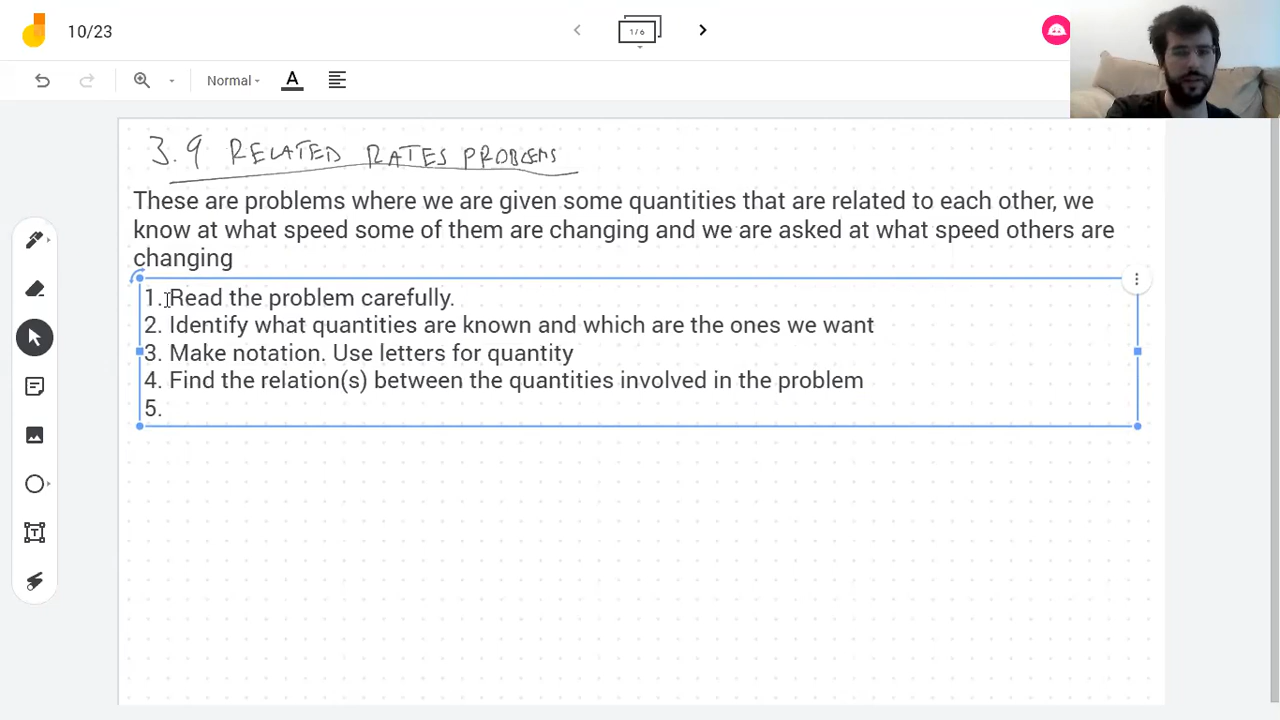 10/23
1/6
Normal
A
3.9 RELATED RATES PROBLEMS
These are problems where we are given some quantities that are related to each other, we
know at what speed some of them are changing and we are asked at what speed others are
changing
1. Read the problem carefully.
2. Identify what quantities are known and which are the ones we want
3. Make notation. Use letters for quantity
4. Find the relation(s) between the quantities involved in the problem
5.